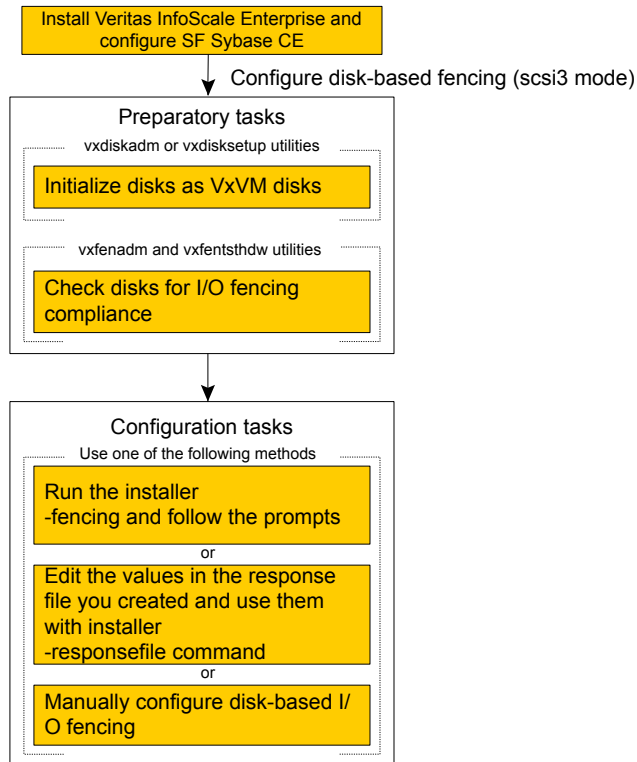 Install Veritas InfoScale Enterprise and
configure SF Sybase CE
Configure disk-based fencing (scsi3 mode)
Preparatory tasks
vxdiskadm or vxdisksetup utilities
Initialize disks as VxVM disks
vxfenadm and vxfentsthdw utilities
Check disks for I/O fencing
compliance
Configuration tasks
Use one of the following methods
Run the installer
-fencing and follow the prompts
or
Edit the values in the response
file you created and use them
with installer
-responsefile command
or
Manually configure disk-based I/
O fencing